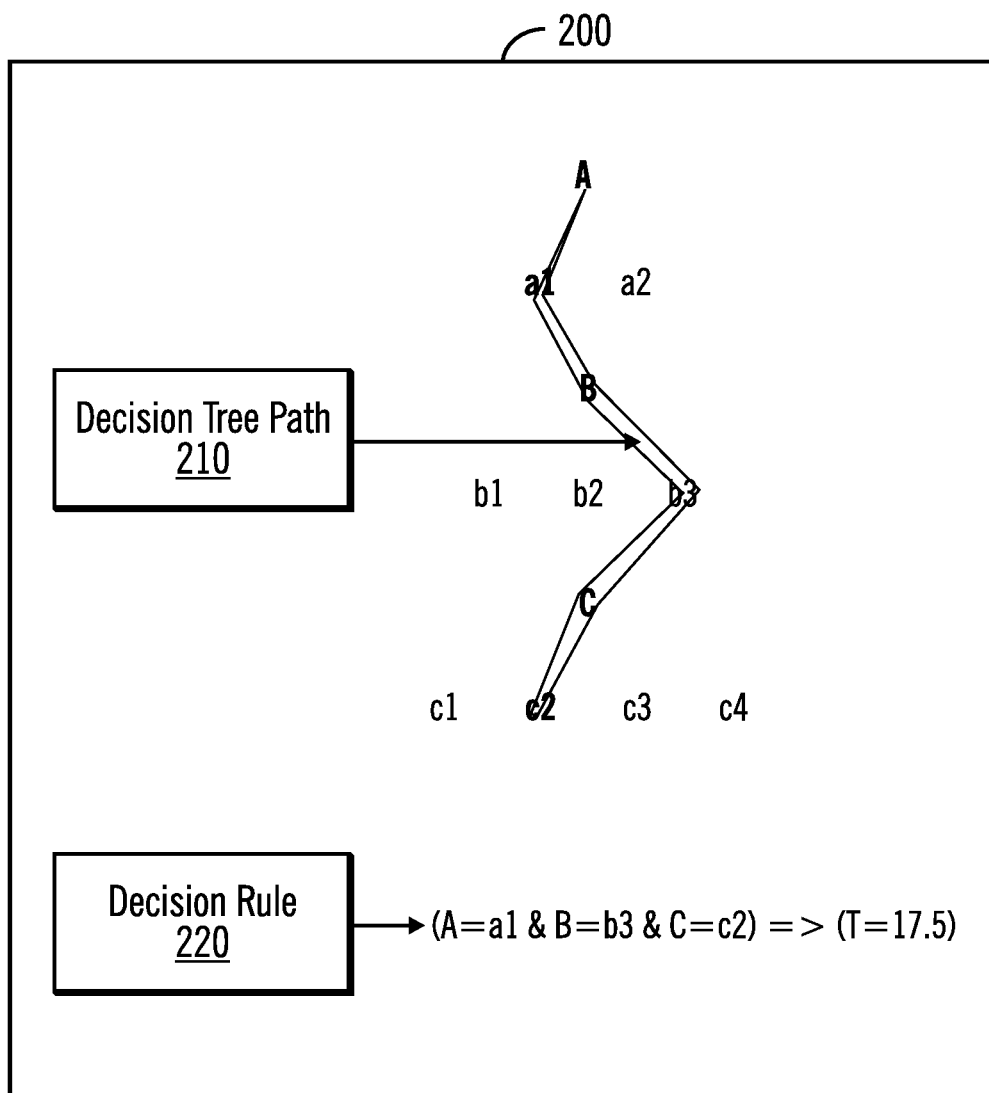 200
A
a1 a2
B
Decision Tree Path
210
b1 b2 b3
C
c1 c2 c3 c4
Decision Rule
220
(A=a1 & B=b3 & C=c2) => (T=17.5)